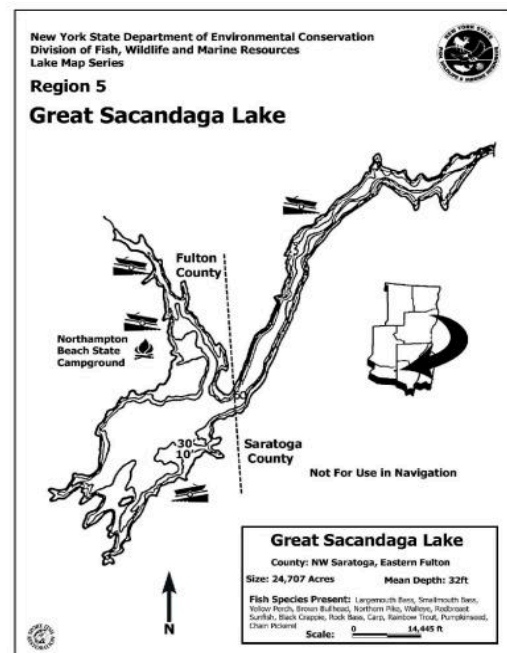 New York State Department of Environmental Conservation
Division of Fish, Wildlife and Marine Resources
Lake Map Series
Region 5
Great Sacandaga Lake
Fulton
County
Northampton
Beach State
Campground
30'
10'
Saratoga
County
Not For Use in Navigation
N
Great Sacandaga Lake
County: NW Saratoga, Eastern Fulton
Size: 24,707 Acres Mean Depth: 32ft
Fish Species Present: Largemouth Bass, Smallmouth Bass,
Yellow Perch, Brown Bullhead, Northern Pike, Walleye, Redbreast
Sunfish, Black Crappie, Rock Bass, Carp, Rainbow Trout, Pumpkinseed,
Chain Pickerel
Scale: 0 14,445 ft